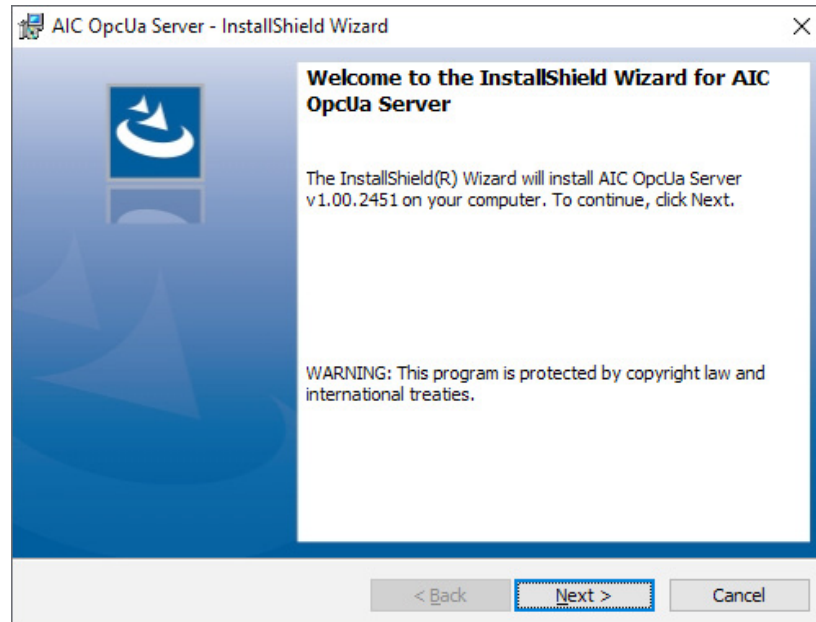 AIC OpcUa Server - InstallShield Wizard
Welcome to the InstallShield Wizard for AIC
OpcUa Server
The InstallShield(R) Wizard will install AIC OpcUa Server
v1.00.2451 on your computer. To continue, click Next.
WARNING: This program is protected by copyright law and
international treaties.
< Back Next > Cancel